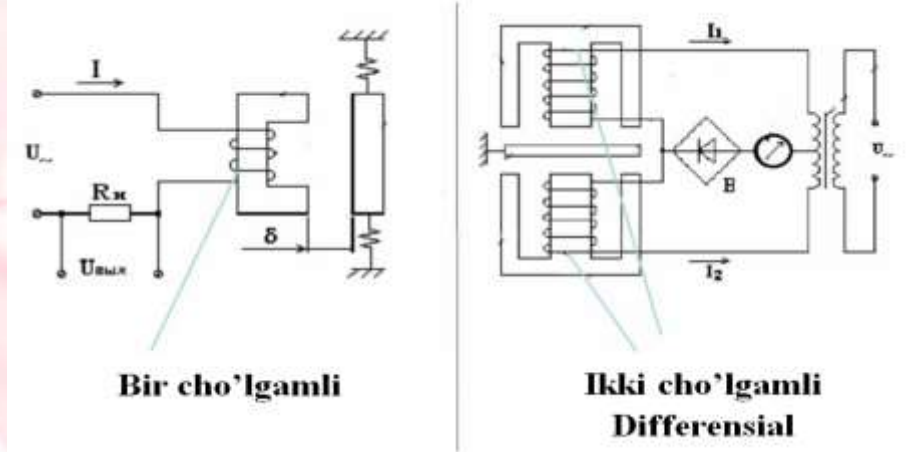 I
U~
Rн
Uвых
δ
Bir cho’lgamli
I1
B
U~
I2
Ikki cho’lgamli
Differensial